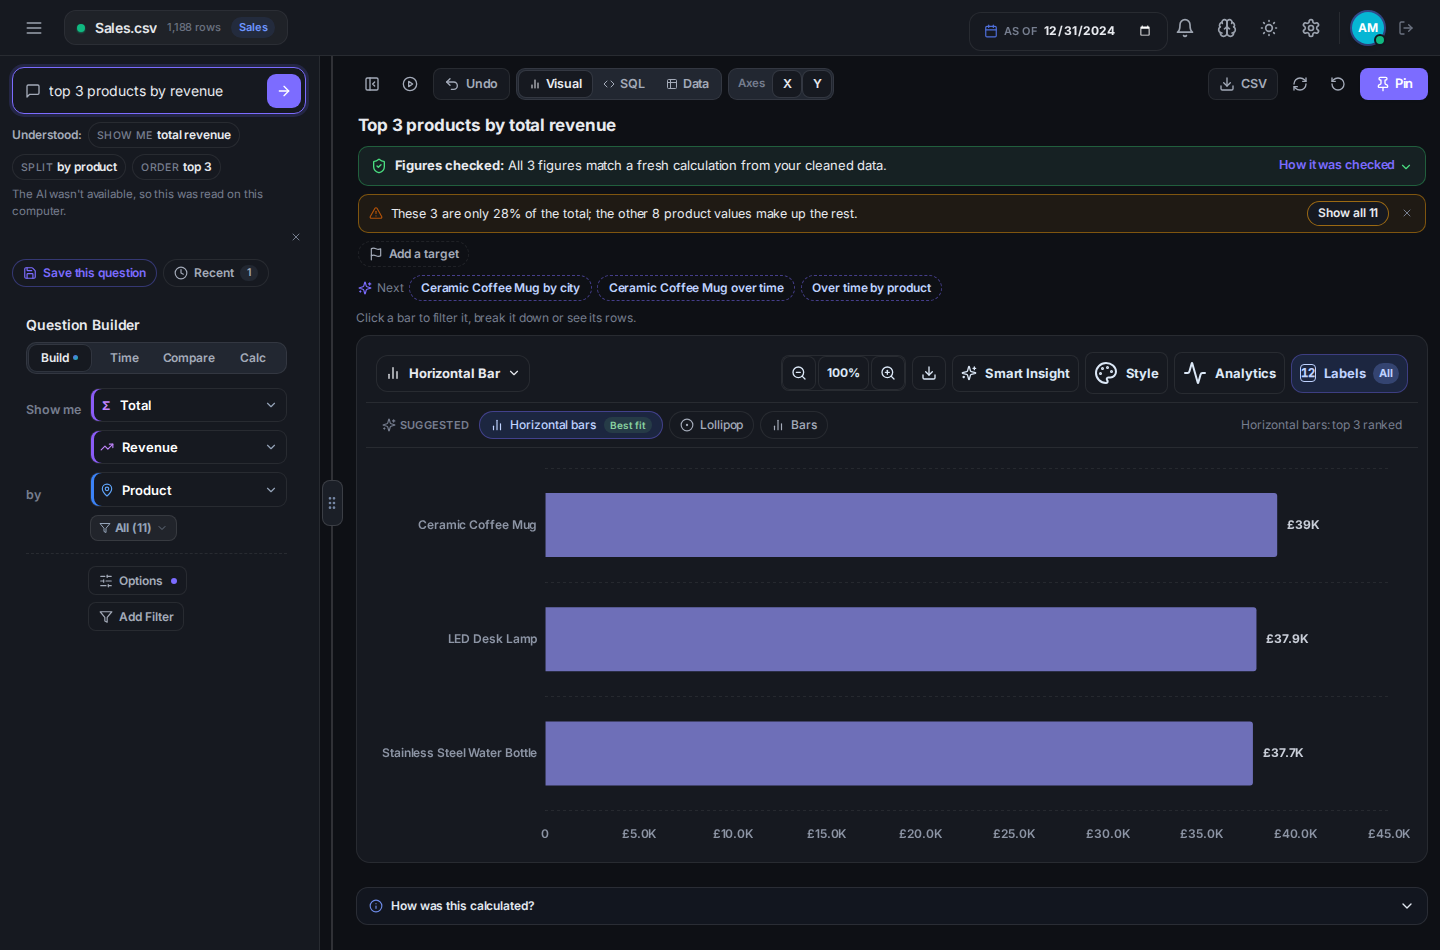 Sales.csv 1,188 rows Sales
AS OF 12/31/2024
AM
top 3 products by revenue
Understood: SHOW ME total revenue
SPLIT by product ORDER top 3
The AI wasn't available, so this was read on this
computer.
Save this question Recent 1
Question Builder
Build Time Compare Calc
Show me Total
Revenue
by Product
All (11)
Options
Add Filter
Undo Visual SQL Data Axes X Y CSV Pin
Top 3 products by total revenue
Figures checked: All 3 figures match a fresh calculation from your cleaned data. How it was checked
These 3 are only 28% of the total; the other 8 product values make up the rest. Show all 11
Add a target
Next Ceramic Coffee Mug by city Ceramic Coffee Mug over time Over time by product
Click a bar to filter it, break it down or see its rows.
Horizontal Bar 100% Smart Insight Style Analytics 12 Labels All
SUGGESTED Horizontal bars Best fit Lollipop Bars Horizontal bars: top 3 ranked
Ceramic Coffee Mug £39K
LED Desk Lamp £37.9K
Stainless Steel Water Bottle £37.7K
0 £5.0K £10.0K £15.0K £20.0K £25.0K £30.0K £35.0K £40.0K £45.0K
How was this calculated?